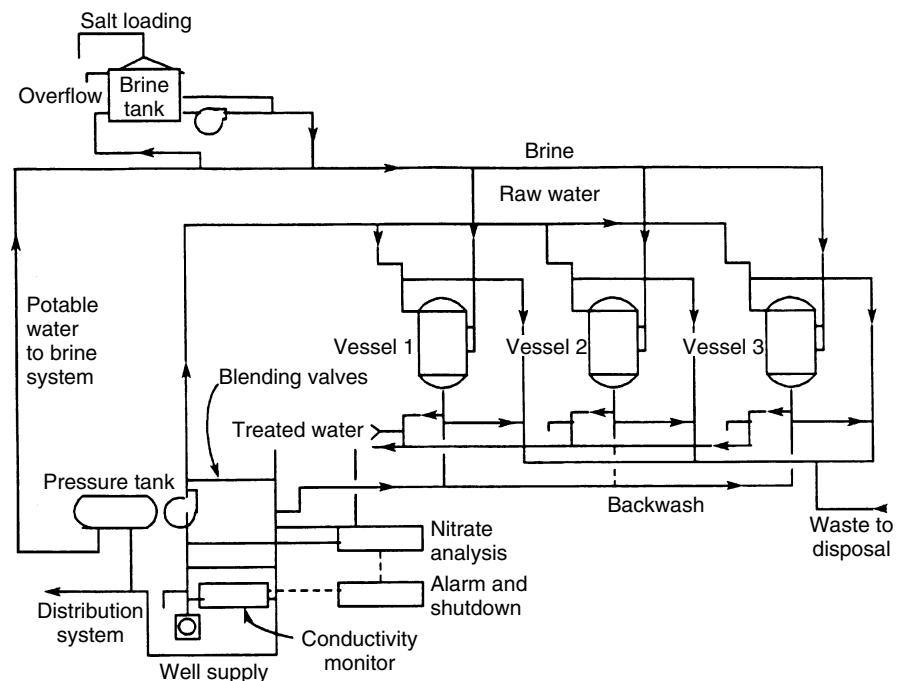 Salt loading
Overflow
Brine
tank
Brine
Raw water
Potable
water
to brine
system
Vessel 1
Vessel 2
Vessel 3
Blending valves
Treated water
Pressure tank
Backwash
Waste to
disposal
Nitrate
analysis
Alarm and
shutdown
Distribution
system
Conductivity
monitor
Well supply